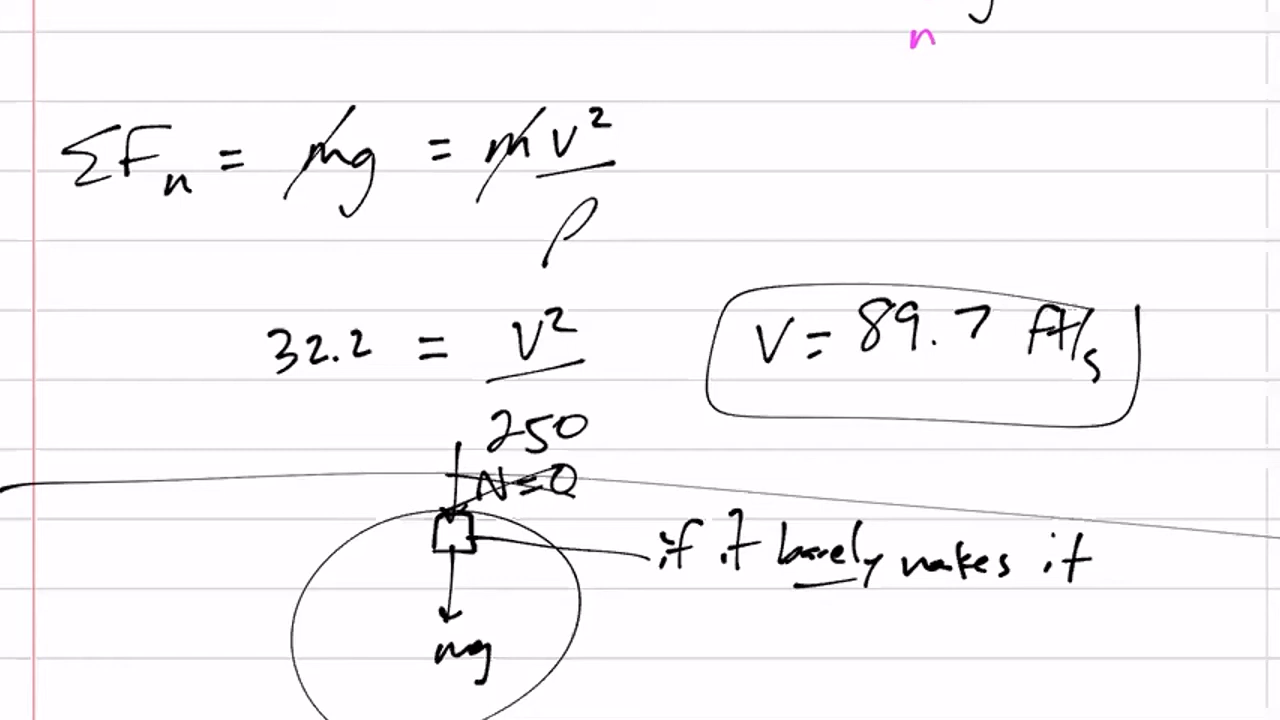 n
ΣFn = mg = mv²/ρ
32.2 = v²/250
V = 89.7 ft/s
N=0
if it barely makes it
mg